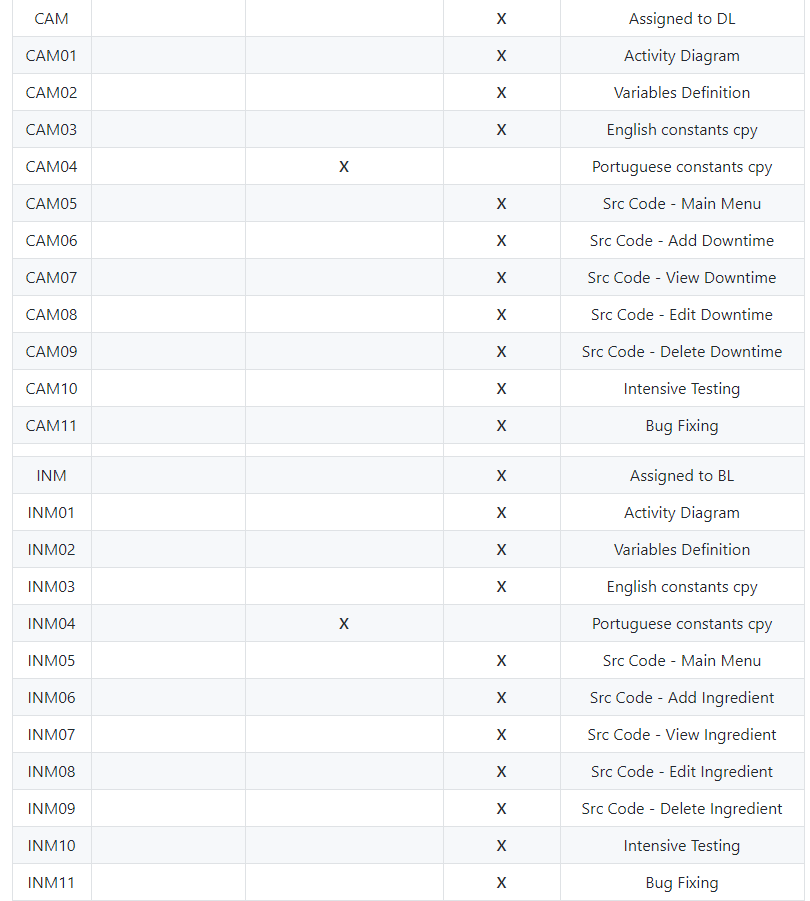 CAM X Assigned to DL
CAM01 X Activity Diagram
CAM02 X Variables Definition
CAM03 X English constants cpy
CAM04 X Portuguese constants cpy
CAM05 X Src Code - Main Menu
CAM06 X Src Code - Add Downtime
CAM07 X Src Code - View Downtime
CAM08 X Src Code - Edit Downtime
CAM09 X Src Code - Delete Downtime
CAM10 X Intensive Testing
CAM11 X Bug Fixing
INM X Assigned to BL
INM01 X Activity Diagram
INM02 X Variables Definition
INM03 X English constants cpy
INM04 X Portuguese constants cpy
INM05 X Src Code - Main Menu
INM06 X Src Code - Add Ingredient
INM07 X Src Code - View Ingredient
INM08 X Src Code - Edit Ingredient
INM09 X Src Code - Delete Ingredient
INM10 X Intensive Testing
INM11 X Bug Fixing